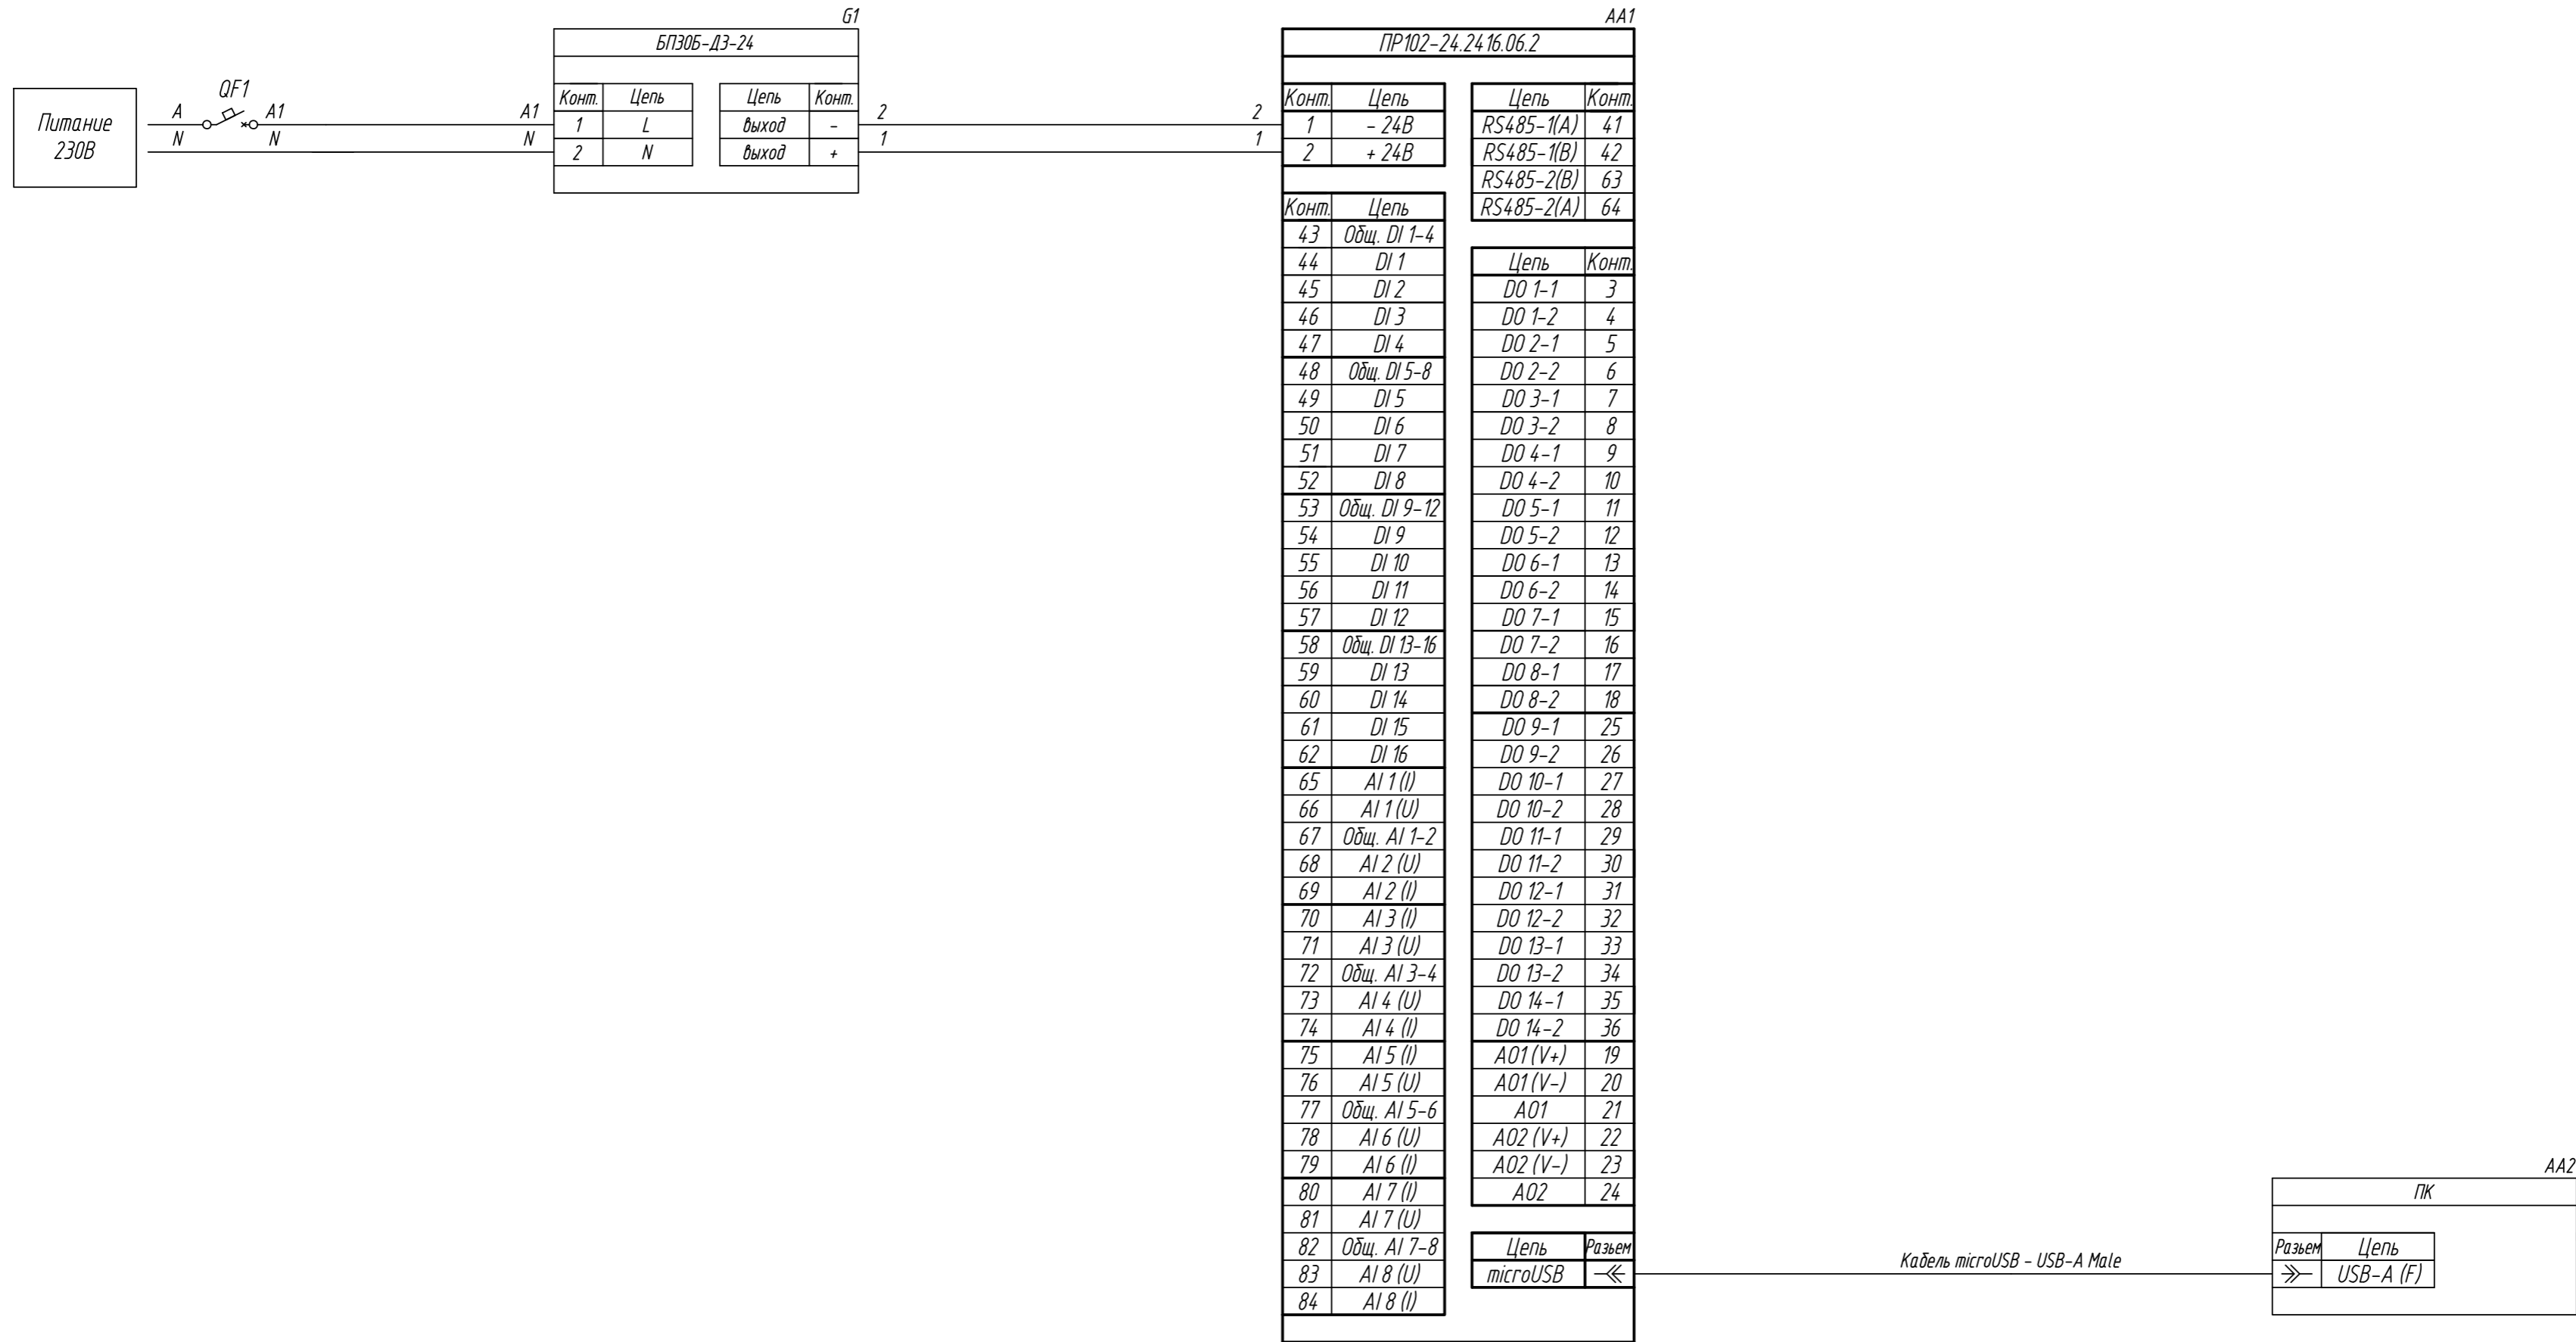 G1
БП30Б-Д3-24
Конт. Цепь Цепь Конт.
1 L выход -
2 N выход +
QF1
Питание
230В
A A1 A1
N N N
2 2
1 1
AA1
ПР102-24.2416.06.2
Конт. Цепь
1 - 24В
2 + 24В
Цепь Конт.
RS485-1(A) 41
RS485-1(B) 42
RS485-2(B) 63
RS485-2(A) 64
Конт. Цепь
43 Общ. DI 1-4
44 DI 1
45 DI 2
46 DI 3
47 DI 4
48 Общ. DI 5-8
49 DI 5
50 DI 6
51 DI 7
52 DI 8
53 Общ. DI 9-12
54 DI 9
55 DI 10
56 DI 11
57 DI 12
58 Общ. DI 13-16
59 DI 13
60 DI 14
61 DI 15
62 DI 16
65 AI 1 (I)
66 AI 1 (U)
67 Общ. AI 1-2
68 AI 2 (U)
69 AI 2 (I)
70 AI 3 (I)
71 AI 3 (U)
72 Общ. AI 3-4
73 AI 4 (U)
74 AI 4 (I)
75 AI 5 (I)
76 AI 5 (U)
77 Общ. AI 5-6
78 AI 6 (U)
79 AI 6 (I)
80 AI 7 (I)
81 AI 7 (U)
82 Общ. AI 7-8
83 AI 8 (U)
84 AI 8 (I)
Цепь Конт.
DO 1-1 3
DO 1-2 4
DO 2-1 5
DO 2-2 6
DO 3-1 7
DO 3-2 8
DO 4-1 9
DO 4-2 10
DO 5-1 11
DO 5-2 12
DO 6-1 13
DO 6-2 14
DO 7-1 15
DO 7-2 16
DO 8-1 17
DO 8-2 18
DO 9-1 25
DO 9-2 26
DO 10-1 27
DO 10-2 28
DO 11-1 29
DO 11-2 30
DO 12-1 31
DO 12-2 32
DO 13-1 33
DO 13-2 34
DO 14-1 35
DO 14-2 36
AO1 (V+) 19
AO1 (V-) 20
AO1 21
AO2 (V+) 22
AO2 (V-) 23
AO2 24
Цепь Разъем
microUSB
Кабель microUSB - USB-A Male
AA2
ПК
Разъем Цепь
USB-A (F)